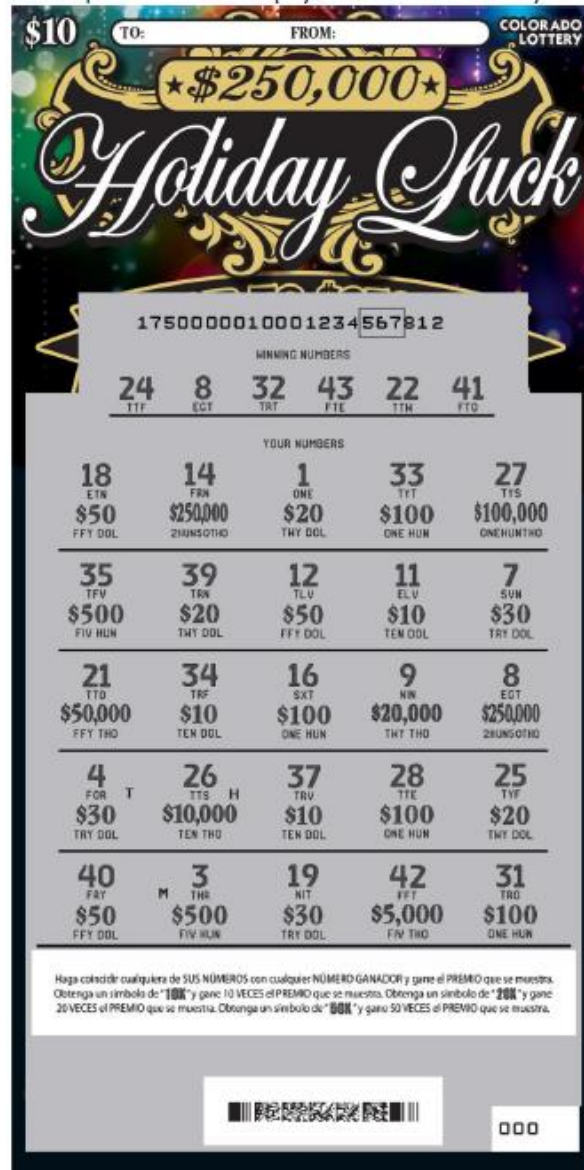 $10 TO: FROM: COLORADO
LOTTERY
★$250,000★
Holiday Luck
17500000010001234567812
WINNING NUMBERS
24 8 32 43 22 41
TTF EGT TRT FTE TTW FTO
YOUR NUMBERS
18 14 1 33 27
ETN FRN ONE TYT TYS
$50 $250,000 $20 $100 $100,000
FFY DOL 2HUN5OTHO TWY DOL ONE HUN ONEHUNTHO
35 39 12 11 7
TFV TRN TLV ELV SVN
$500 $20 $50 $10 $30
FIV HUN TWY DOL FFY DOL TEN DOL TRY DOL
21 34 16 9 8
TTO TRF SXT NIN EGT
$50,000 $10 $100 $20,000 $250,000
FFY THO TEN DOL ONE HUN TWY THO 2HUN5OTHO
4 26 37 28 25
FOR T TTS H TRV TTE TYF
$30 $10,000 $10 $100 $20
TRY DOL TEN THO TEN DOL ONE HUN TWY DOL
40 3 19 42 31
FRY M THR NIT FFT TRO
$50 $500 $30 $5,000 $100
FFY DOL FIV HUN TRY DOL FIV THO ONE HUN
Haga coincidir cualquiera de SUS NÚMEROS con cualquier NÚMERO GANADOR y gane el PREMIO que se muestra.
Obtenga un símbolo de "10X" y gane 10 VECES el PREMIO que se muestra. Obtenga un símbolo de "20X" y gane
20 VECES el PREMIO que se muestra. Obtenga un símbolo de "50X" y gane 50 VECES el PREMIO que se muestra.
000